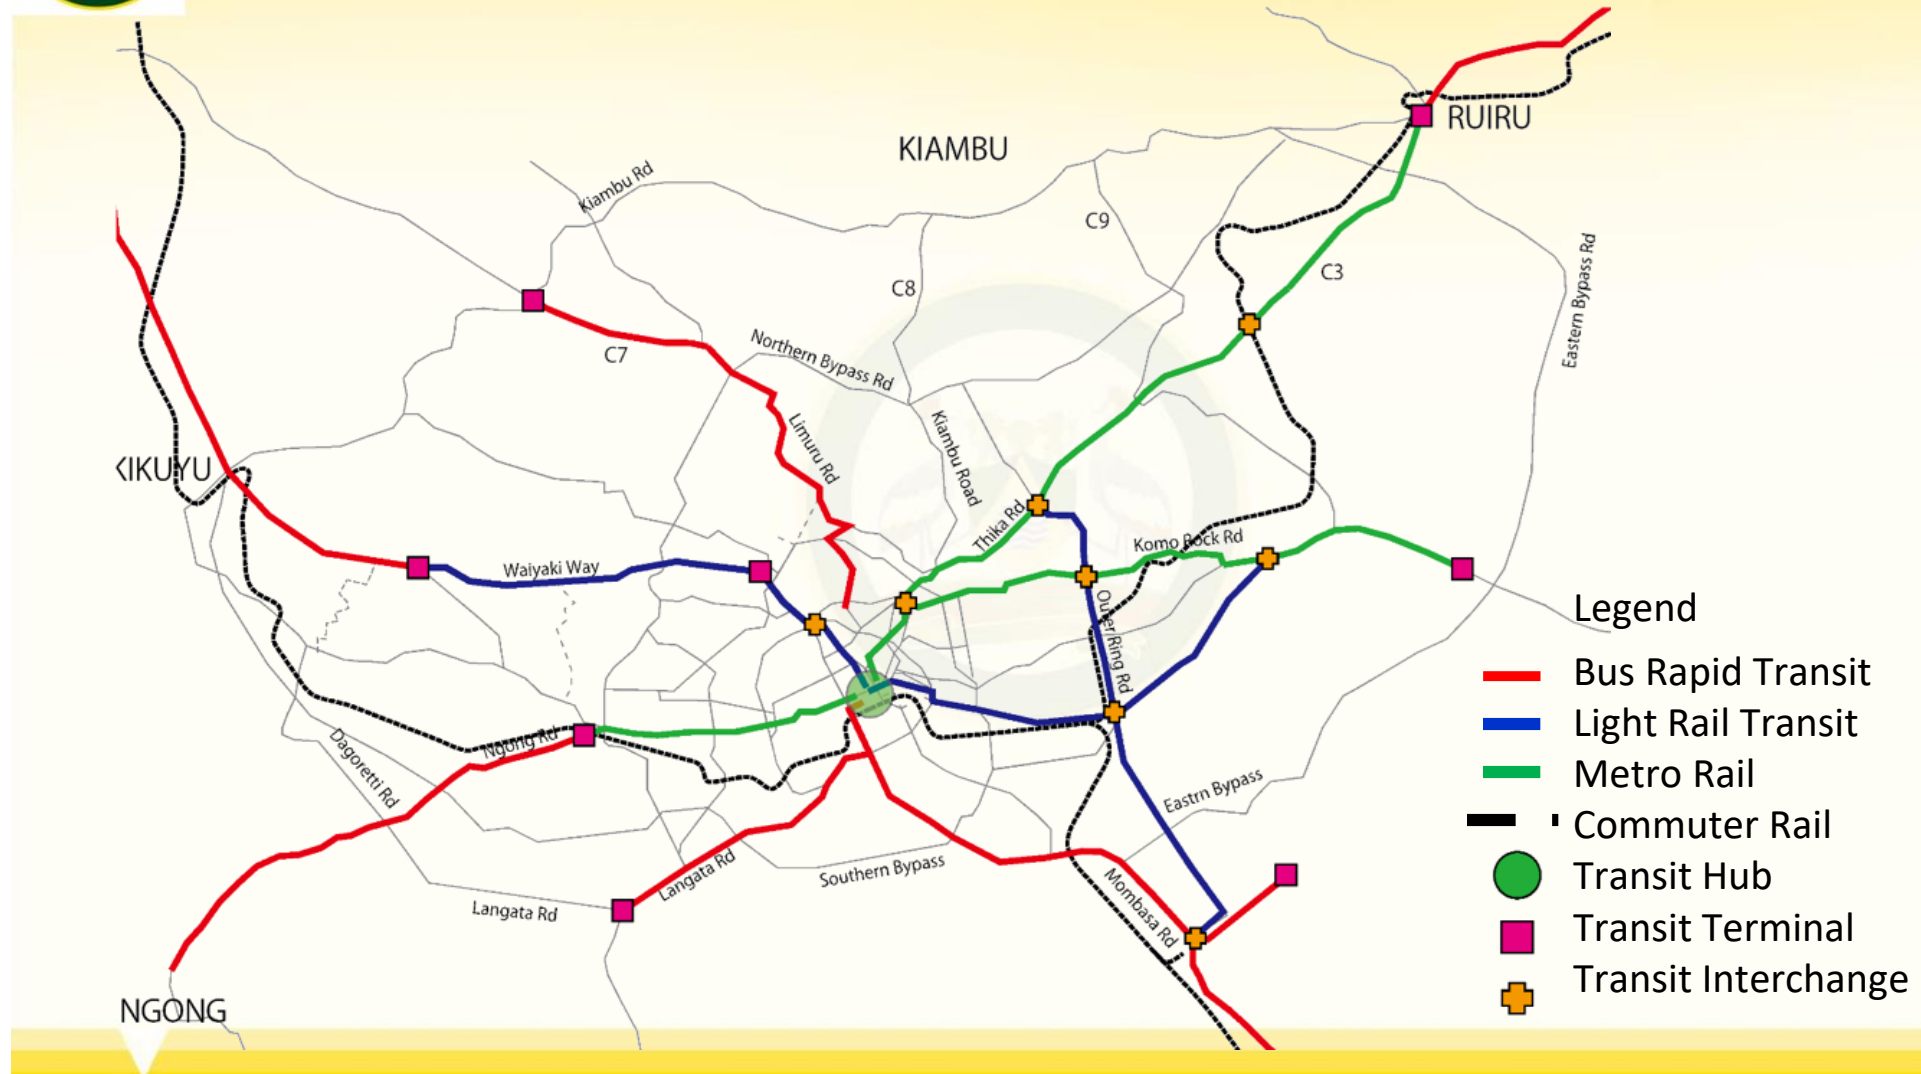 RUIRU
KIAMBU
Kiambu Rd
C9
Eastern Bypass Rd
C3
C8
C7
Northern Bypass Rd
Limuru Rd
Kiambu Road
KIKUYU
Thika Rd
Komo Rock Rd
Waiyaki Way
Outer Ring Rd
Ngong Rd
Dagoretti Rd
Eastrn Bypass
Langata Rd
Southern Bypass
Mombasa Rd
Langata Rd
NGONG
Legend
Bus Rapid Transit
Light Rail Transit
Metro Rail
Commuter Rail
Transit Hub
Transit Terminal
Transit Interchange